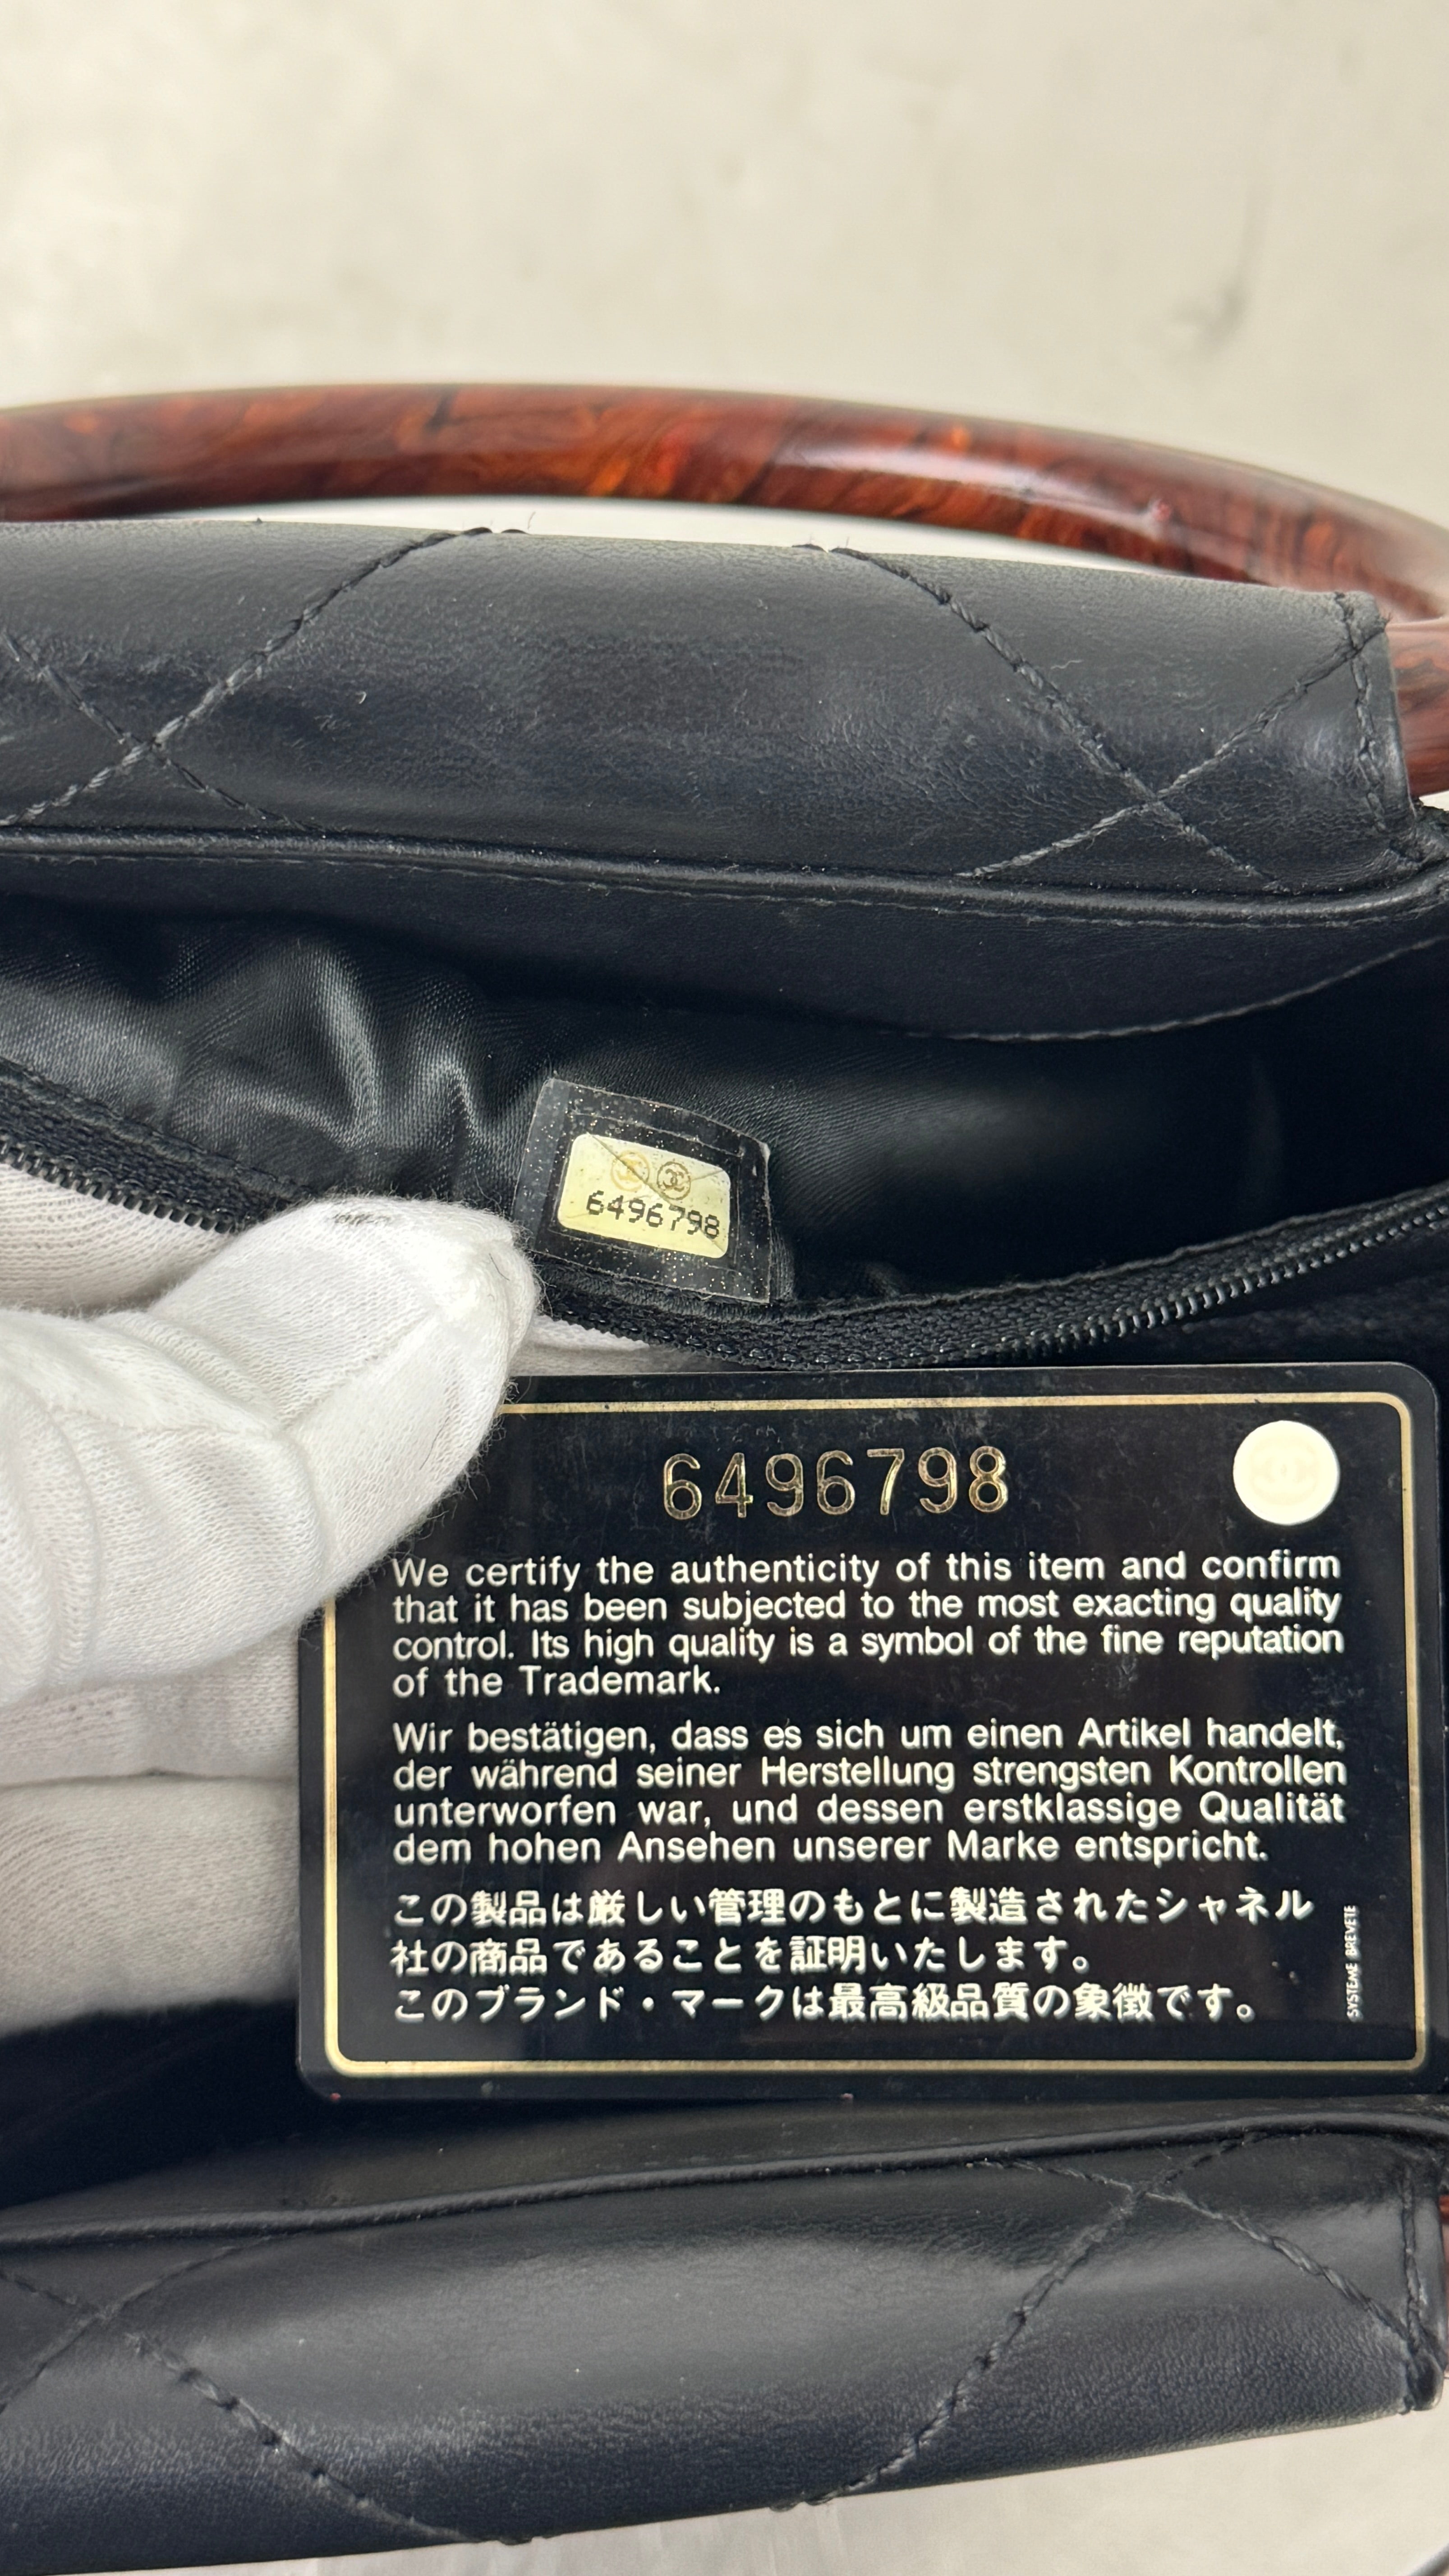 6496798
6496798
We certify the authenticity of this item and confirm
that it has been subjected to the most exacting quality
control. Its high quality is a symbol of the fine reputation
of the Trademark.
Wir bestätigen, dass es sich um einen Artikel handelt,
der während seiner Herstellung strengsten Kontrollen
unterworfen war, und dessen erstklassige Qualität
dem hohen Ansehen unserer Marke entspricht.
この製品は厳しい管理のもとに製造されたシャネル
社の商品であることを証明いたします。
このブランド・マークは最高級品質の象徴です。
SYSTEME BREVETE